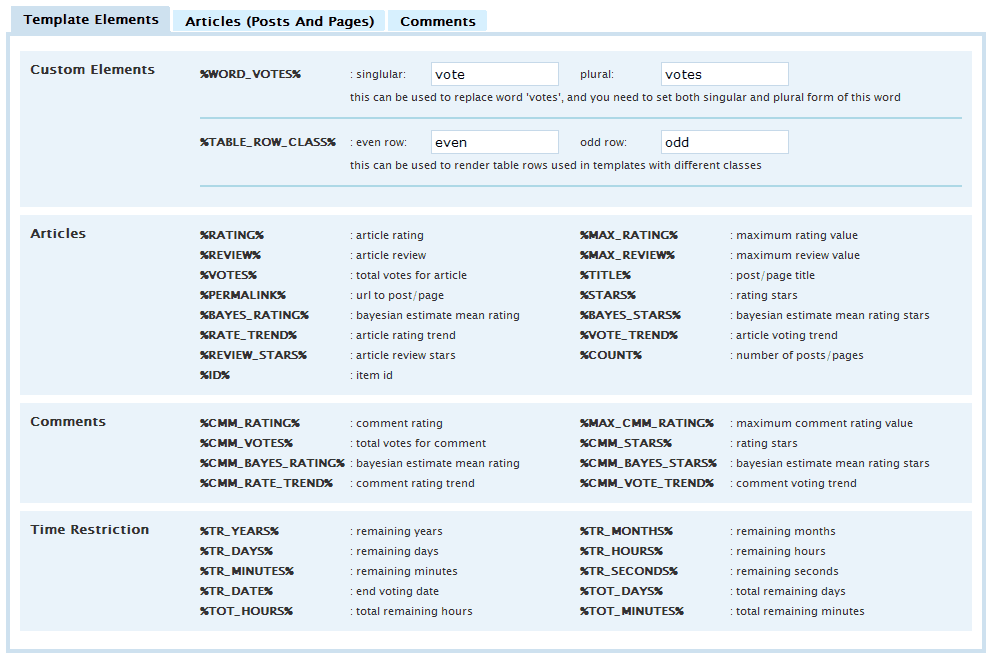 Template Elements Articles (Posts And Pages) Comments
Custom Elements %WORD_VOTES% : singlular: vote plural: votes
this can be used to replace word 'votes', and you need to set both singular and plural form of this word
%TABLE_ROW_CLASS% : even row: even odd row: odd
this can be used to render table rows used in templates with different classes
Articles %RATING% : article rating %MAX_RATING% : maximum rating value
%REVIEW% : article review %MAX_REVIEW% : maximum review value
%VOTES% : total votes for article %TITLE% : post/page title
%PERMALINK% : url to post/page %STARS% : rating stars
%BAYES_RATING% : bayesian estimate mean rating %BAYES_STARS% : bayesian estimate mean rating stars
%RATE_TREND% : article rating trend %VOTE_TREND% : article voting trend
%REVIEW_STARS% : article review stars %COUNT% : number of posts/pages
%ID% : item id
Comments %CMM_RATING% : comment rating %MAX_CMM_RATING% : maximum comment rating value
%CMM_VOTES% : total votes for comment %CMM_STARS% : rating stars
%CMM_BAYES_RATING% : bayesian estimate mean rating %CMM_BAYES_STARS% : bayesian estimate mean rating stars
%CMM_RATE_TREND% : comment rating trend %CMM_VOTE_TREND% : comment voting trend
Time Restriction %TR_YEARS% : remaining years %TR_MONTHS% : remaining months
%TR_DAYS% : remaining days %TR_HOURS% : remaining hours
%TR_MINUTES% : remaining minutes %TR_SECONDS% : remaining seconds
%TR_DATE% : end voting date %TOT_DAYS% : total remaining days
%TOT_HOURS% : total remaining hours %TOT_MINUTES% : total remaining minutes